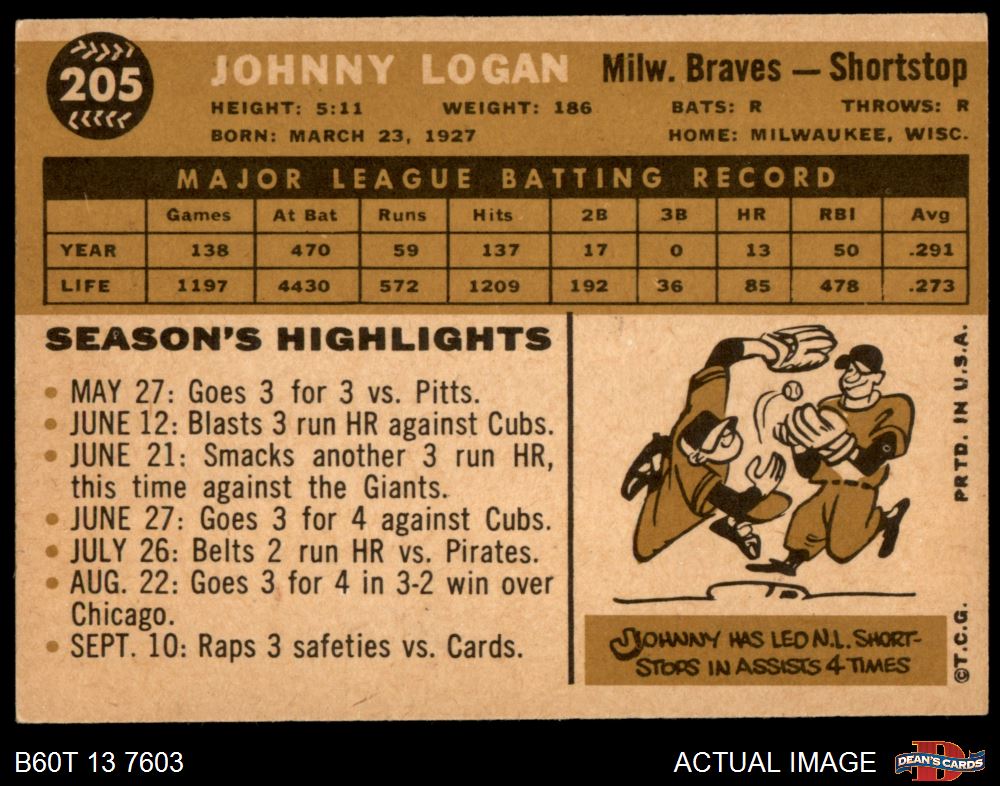 205
JOHNNY LOGAN Milw. Braves — Shortstop
HEIGHT: 5:11 WEIGHT: 186 BATS: R THROWS: R
BORN: MARCH 23, 1927 HOME: MILWAUKEE, WISC.
MAJOR LEAGUE BATTING RECORD
Games At Bat Runs Hits 2B 3B HR RBI Avg
YEAR 138 470 59 137 17 0 13 50 .291
LIFE 1197 4430 572 1209 192 36 85 478 .273
SEASON'S HIGHLIGHTS
• MAY 27: Goes 3 for 3 vs. Pitts.
• JUNE 12: Blasts 3 run HR against Cubs.
• JUNE 21: Smacks another 3 run HR,
this time against the Giants.
• JUNE 27: Goes 3 for 4 against Cubs.
• JULY 26: Belts 2 run HR vs. Pirates.
• AUG. 22: Goes 3 for 4 in 3-2 win over
Chicago.
• SEPT. 10: Raps 3 safeties vs. Cards.
JOHNNY HAS LED N.L. SHORT-
STOPS IN ASSISTS 4 TIMES
©T.C.G. PRTD. IN U.S.A.
B60T 13 7603 ACTUAL IMAGE
DEAN'S CARDS